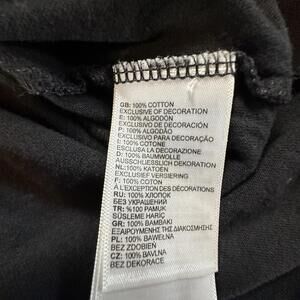 GB: 100% COTTON
EXCLUSIVE OF DECORATION
E: 100% ALGODÓN
EXCLUSIVO DE DECORACIÓN
P: 100% ALGODÃO
EXCLUSIVO PARA DECORAÇÃO
I: 100% COTONE
ESCLUSA LA DECORAZIONE
D: 100% BAUMWOLLE
AUSSCHLIESSLICH DEKORATION
NL:100% KATOEN
EXCLUSIEF VERSIERING
F: 100% COTON
À L'EXCEPTION DES DÉCORATIONS
RU: 100% ХЛОПОК
БЕЗ УКРАШЕНИЙ
TR: %100 PAMUK
SÜSLEME HARİÇ
GR: 100% BAMBAKI
ΕΞΑΙΡΟΥΜΕΝΗΣ ΤΗΣ ΔΙΑΚΟΣΜΗΣΗΣ
PL: 100% BAWEŁNA
BEZ ZDOBIEN
CZ: 100% BAVLNA
BEZ DEKORACE